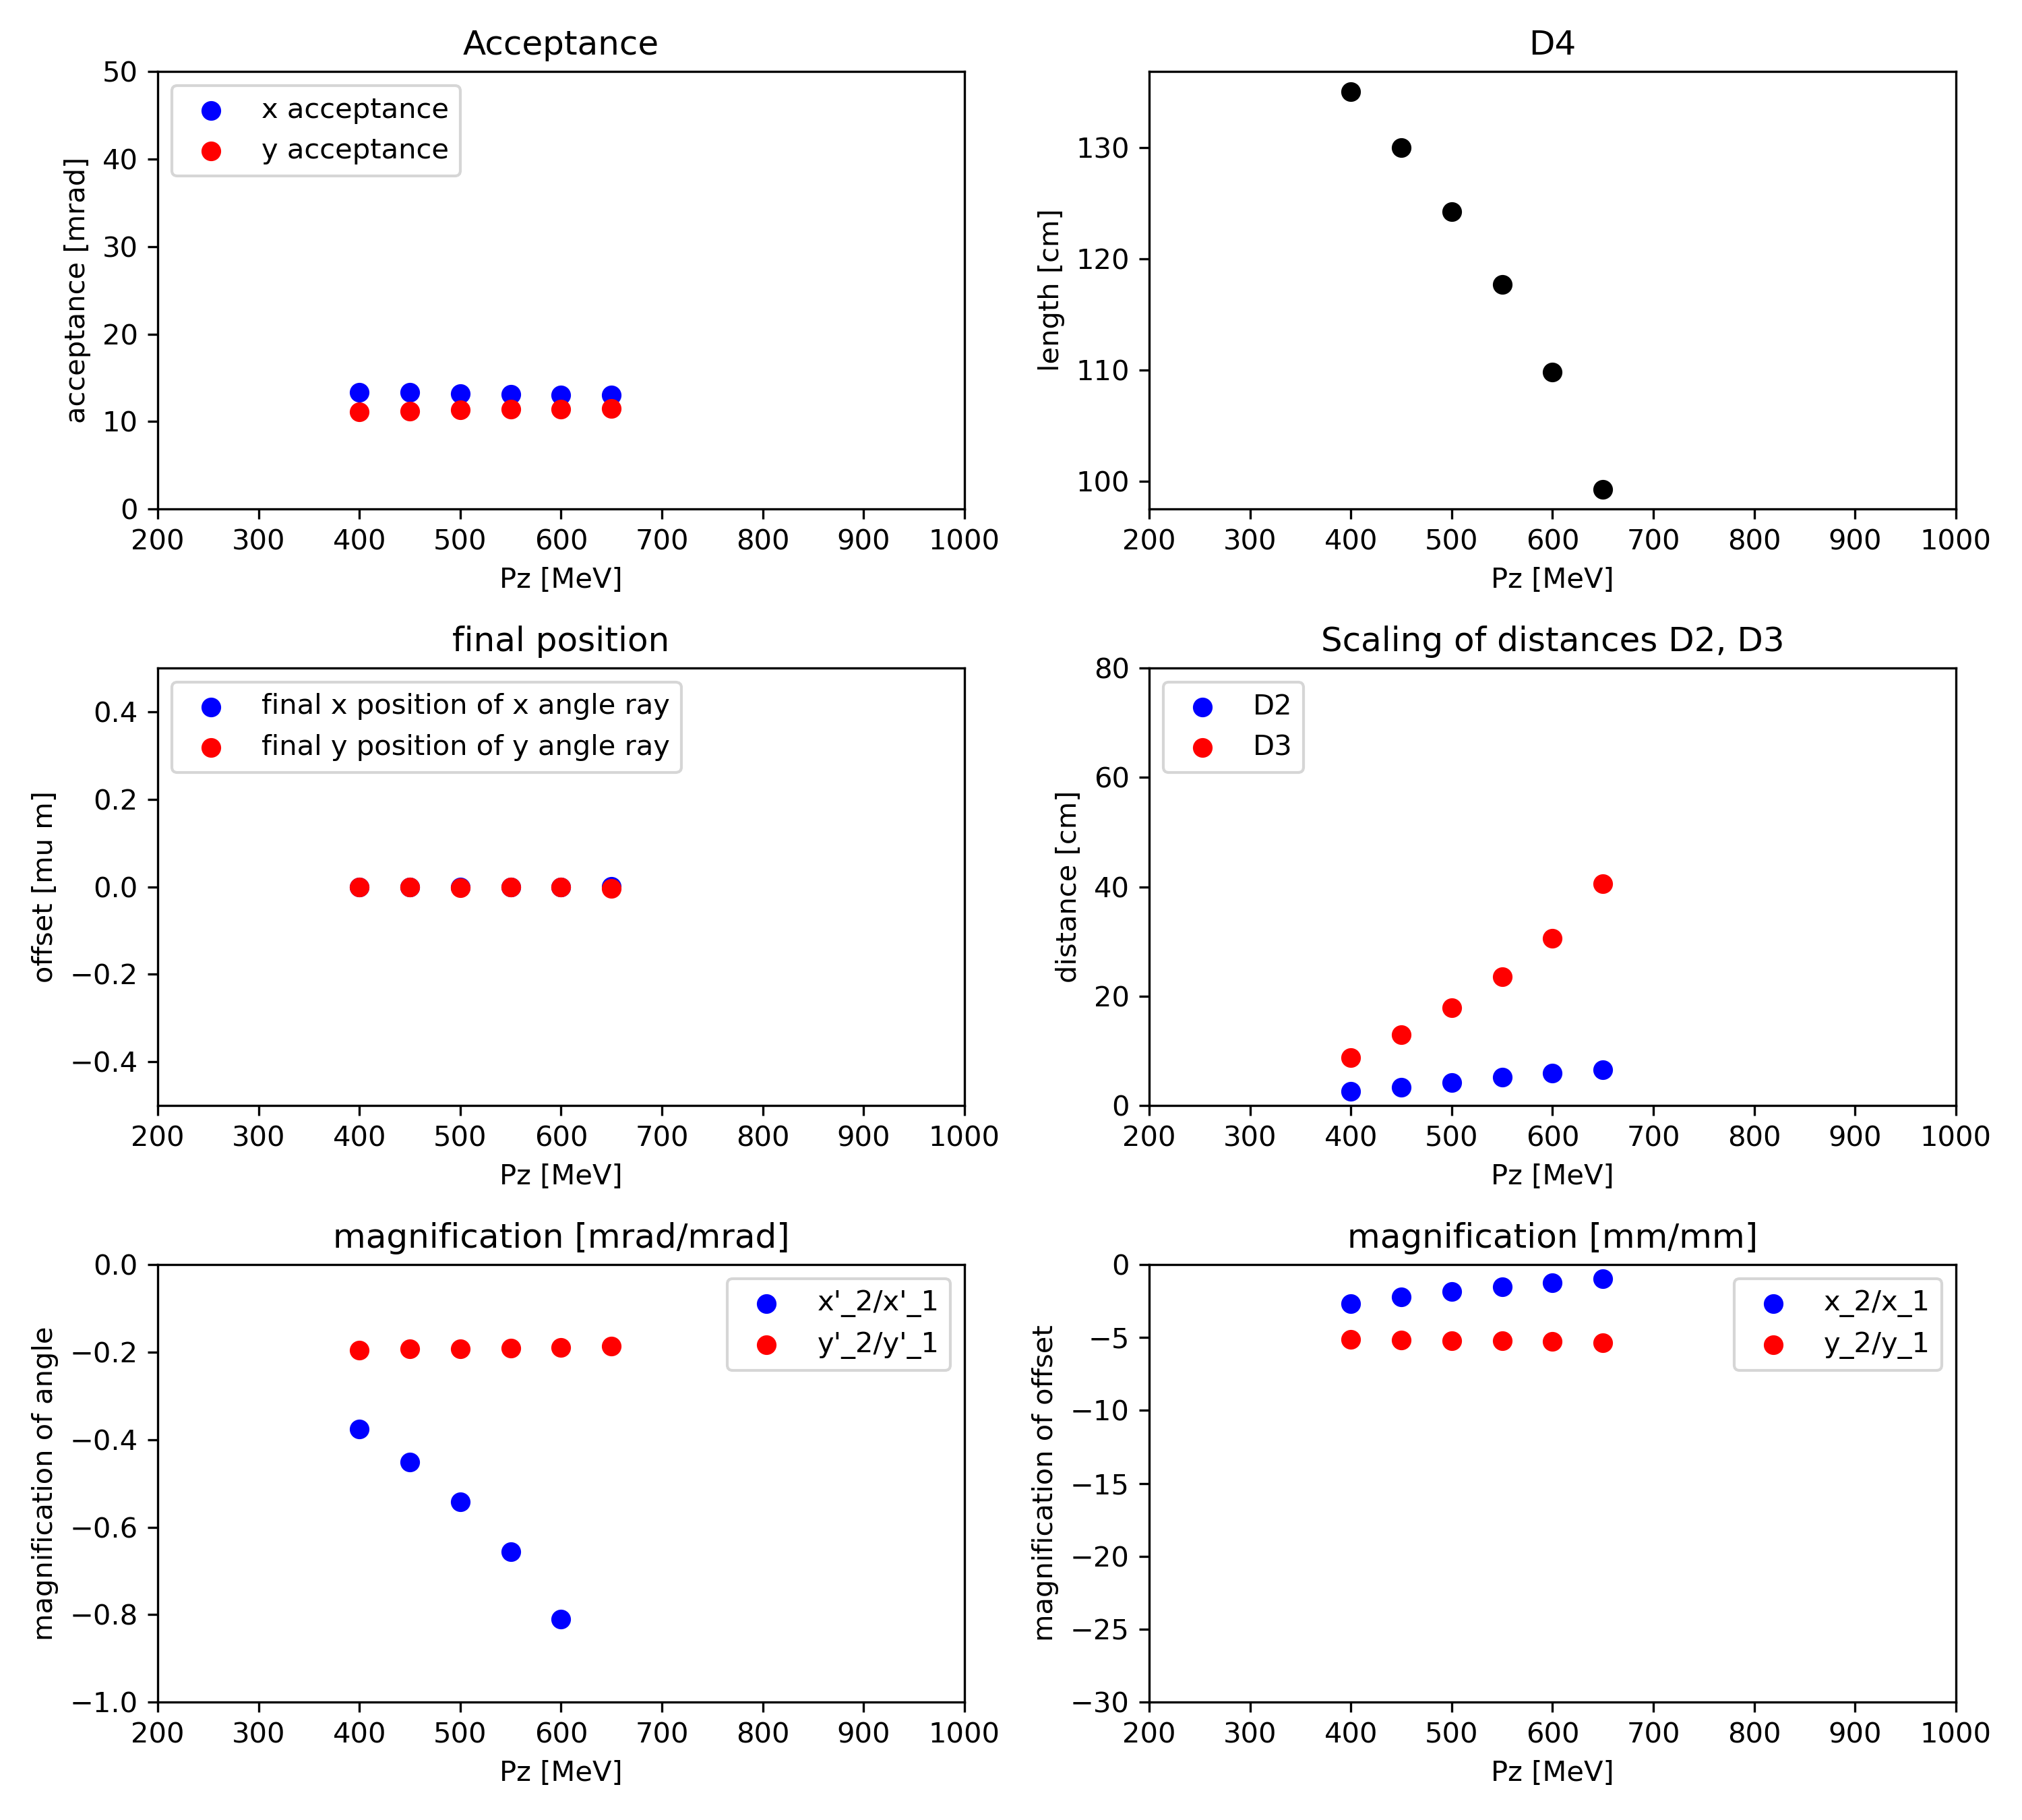 Acceptance
50
40
30
20
10
0
acceptance [mrad]
x acceptance
y acceptance
200 300 400 500 600 700 800 900 1000
Pz [MeV]
D4
130
120
110
100
length [cm]
200 300 400 500 600 700 800 900 1000
Pz [MeV]
final position
0.4
0.2
0.0
−0.2
−0.4
offset [mu m]
final x position of x angle ray
final y position of y angle ray
200 300 400 500 600 700 800 900 1000
Pz [MeV]
Scaling of distances D2, D3
80
60
40
20
0
distance [cm]
D2
D3
200 300 400 500 600 700 800 900 1000
Pz [MeV]
magnification [mrad/mrad]
0.0
−0.2
−0.4
−0.6
−0.8
−1.0
magnification of angle
x'_2/x'_1
y'_2/y'_1
200 300 400 500 600 700 800 900 1000
Pz [MeV]
magnification [mm/mm]
0
−5
−10
−15
−20
−25
−30
magnification of offset
x_2/x_1
y_2/y_1
200 300 400 500 600 700 800 900 1000
Pz [MeV]